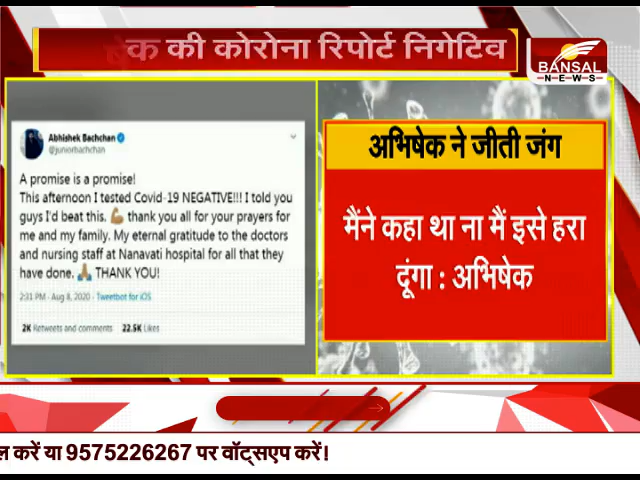 की कोरोना रिपोर्ट निगेटिव
BANSAL
NEWS
Abhishek Bachchan
@juniorbachchan
A promise is a promise!
This afternoon I tested Covid-19 NEGATIVE!!! I told you
guys I'd beat this. 💪🏽 thank you all for your prayers for
me and my family. My eternal gratitude to the doctors
and nursing staff at Nanavati hospital for all that they
have done. 🙏🏽 THANK YOU!
2:31 PM · Aug 8, 2020 · Tweetbot for iOS
2K Retweets and comments 22.5K Likes
अभिषेक ने जीती जंग
मैंने कहा था ना मैं इसे हरा
दूंगा : अभिषेक
करें या 9575226267 पर वॉट्सएप करें!